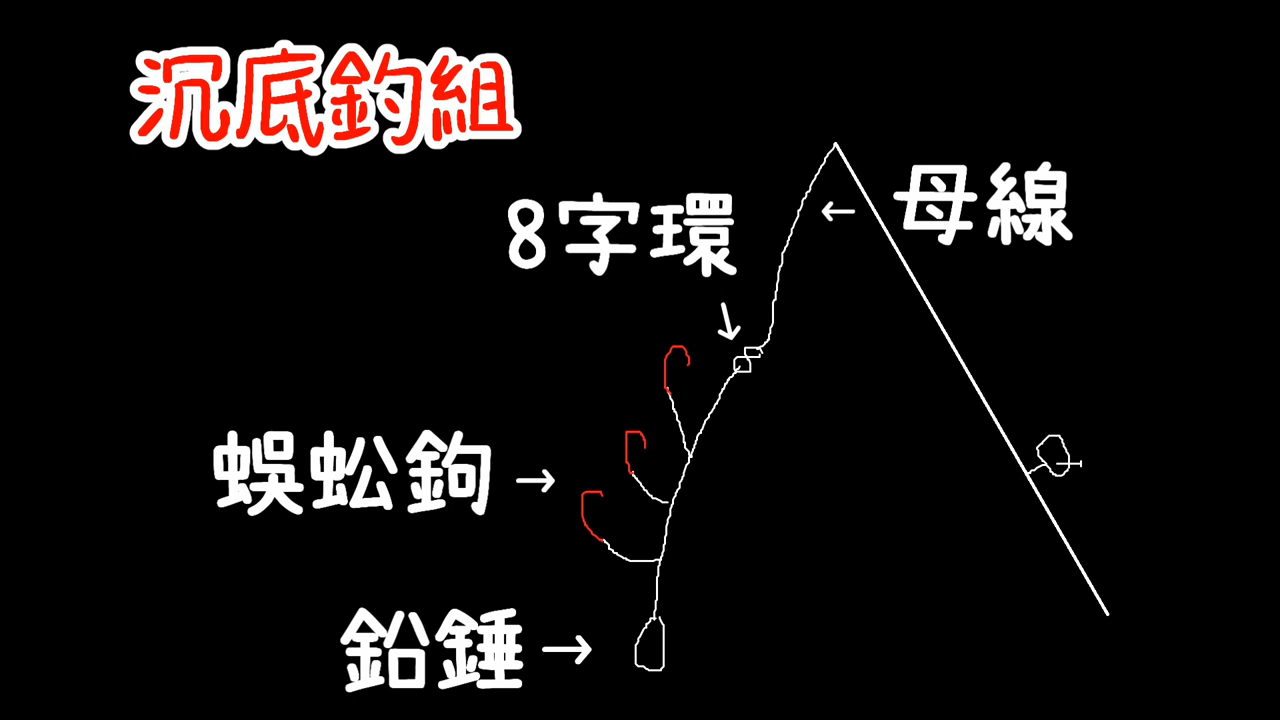 沉底釣組
8字環
← 母線
↓
蜈蚣鉤 →
鉛錘 →